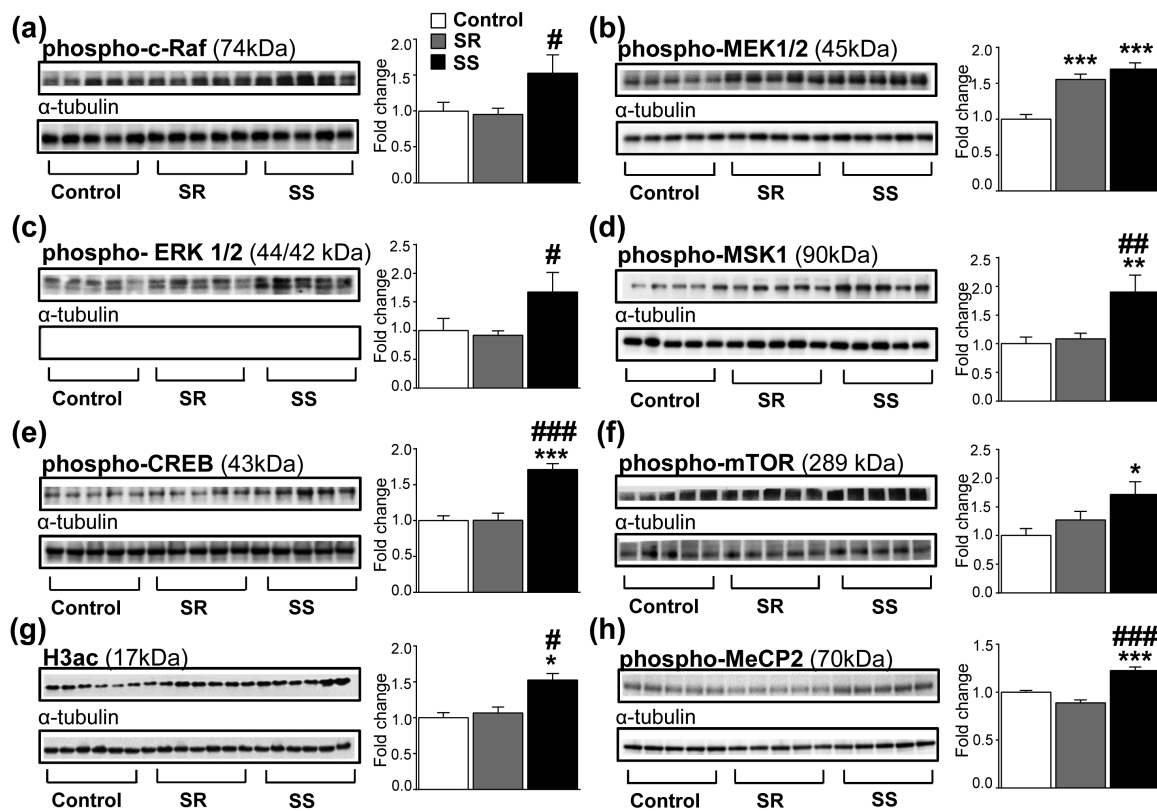 (a)
phospho-c-Raf (74kDa)
α-tubulin
Control SR SS
Fold change
2.0
1.5
1.0
0.5
0.0
#
Control
SR
SS
(b)
phospho-MEK1/2 (45kDa)
α-tubulin
Control SR SS
Fold change
2.0
1.5
1.0
0.5
0.0
*** ***
(c)
phospho- ERK 1/2 (44/42 kDa)
α-tubulin
Control SR SS
Fold change
2.5
2.0
1.5
1.0
0.5
0.0
#
(d)
phospho-MSK1 (90kDa)
α-tubulin
Control SR SS
Fold change
2.5
2.0
1.5
1.0
0.5
0.0
##
**
(e)
phospho-CREB (43kDa)
α-tubulin
Control SR SS
Fold change
2.0
1.5
1.0
0.5
0.0
###
***
(f)
phospho-mTOR (289 kDa)
α-tubulin
Control SR SS
Fold change
2.5
2.0
1.5
1.0
0.5
0.0
*
(g)
H3ac (17kDa)
α-tubulin
Control SR SS
Fold change
2.0
1.5
1.0
0.5
0.0
#
*
(h)
phospho-MeCP2 (70kDa)
α-tubulin
Control SR SS
Fold change
1.5
1.0
0.5
0.0
###
***